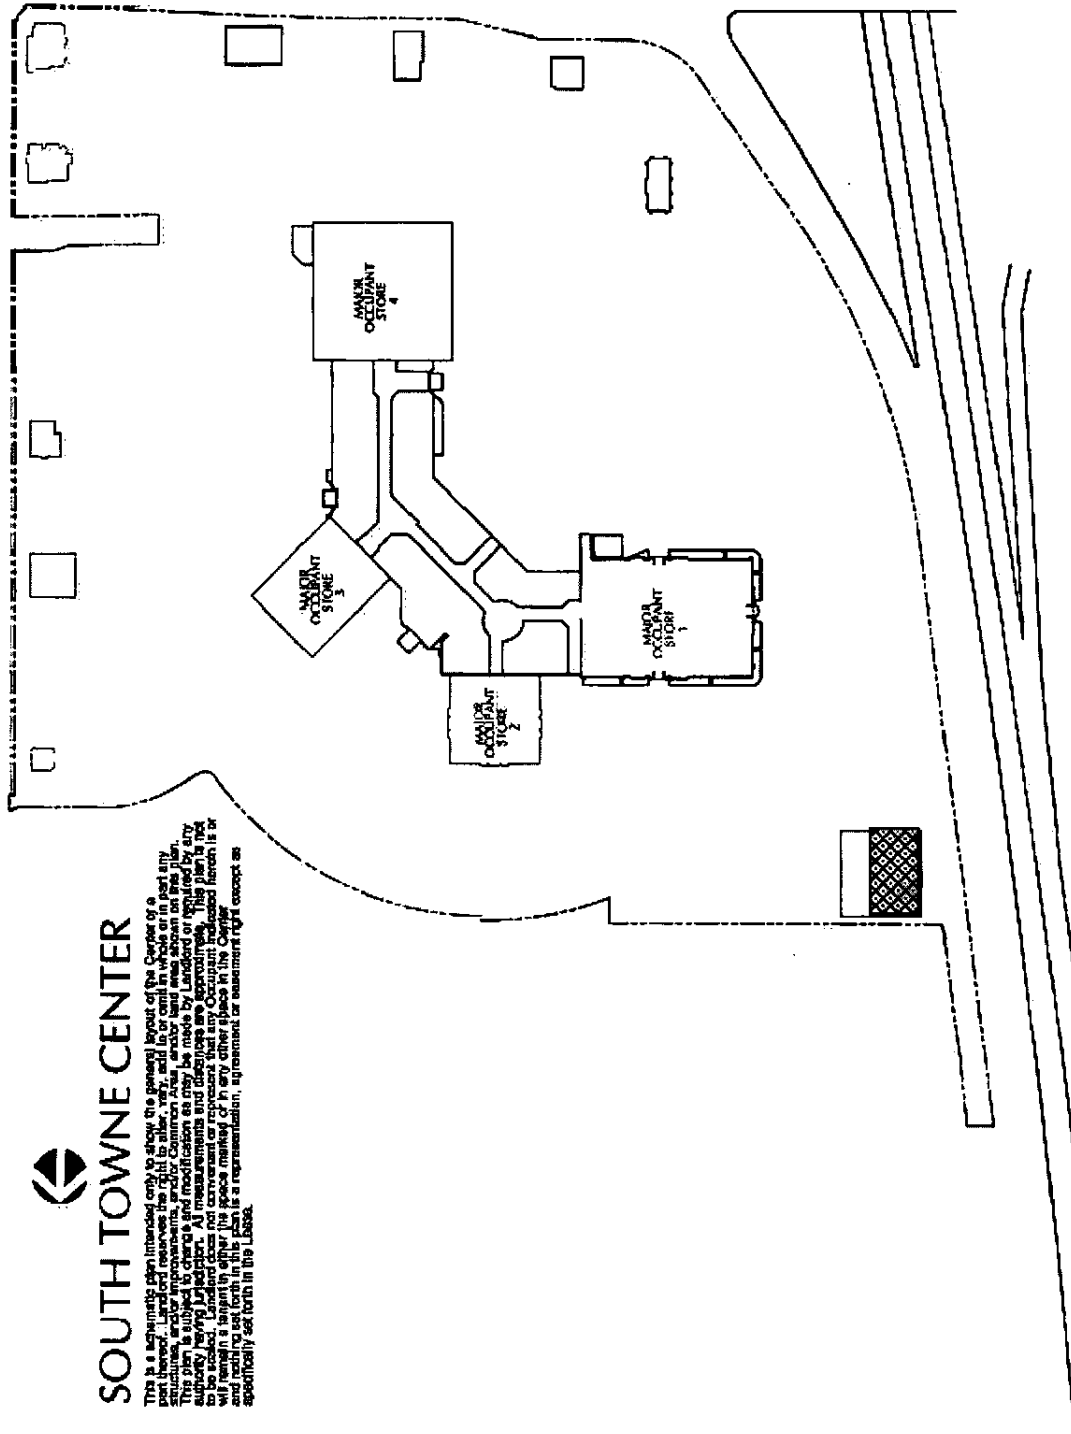 SOUTH TOWNE CENTER
This is a schematic plan intended only to show the general layout of the Center or a
part thereof. Landlord reserves the right to alter, vary, add to or omit in whole or in part any
structures, and/or improvements, and/or Common Area, and/or land area shown on this plan.
This plan is subject to change and modification as may be made by Landlord or required by any
authority having jurisdiction. All measurements and distances are approximate. This plan is not
to be scaled. Landlord does not convenant or represent that any Occupant indicated herein is or
will remain a tenant in either the space marked or in any other space in the Center
and nothing set forth in this plan is a representation, agreement or easement right except as
specifically set forth in the Lease.
MAJOR
OCCUPANT
STORE
2
MAJOR
OCCUPANT
STORE
1
MAJOR
OCCUPANT
STORE
3
MAJOR
OCCUPANT
STORE
4